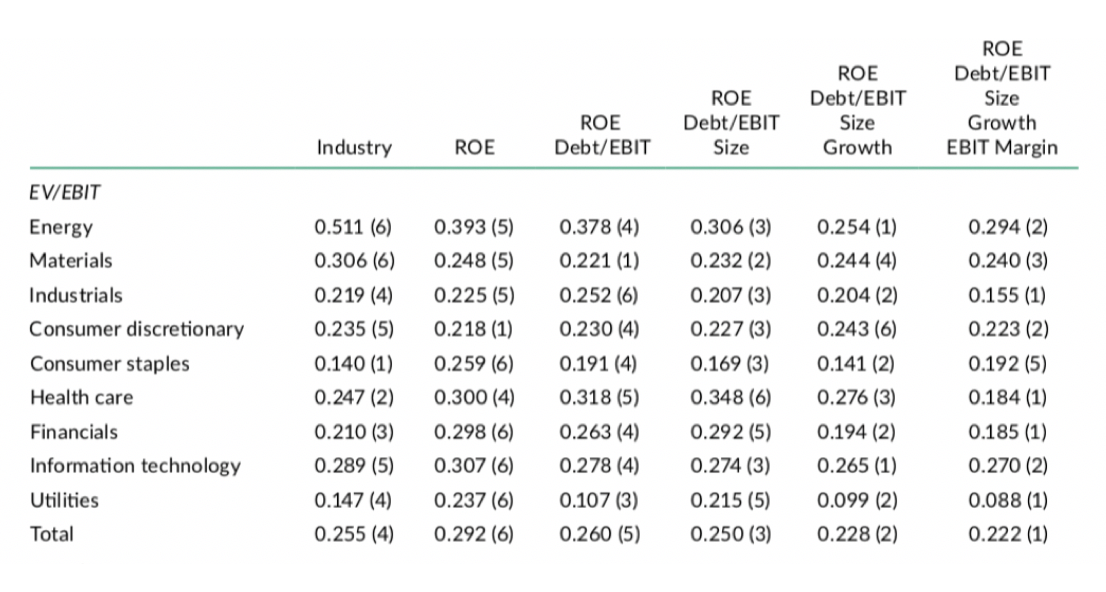 ROE
ROE Debt/EBIT
ROE Debt/EBIT Size
ROE Debt/EBIT Size Growth
Industry ROE Debt/EBIT Size Growth EBIT Margin
EV/EBIT
Energy 0.511 (6) 0.393 (5) 0.378 (4) 0.306 (3) 0.254 (1) 0.294 (2)
Materials 0.306 (6) 0.248 (5) 0.221 (1) 0.232 (2) 0.244 (4) 0.240 (3)
Industrials 0.219 (4) 0.225 (5) 0.252 (6) 0.207 (3) 0.204 (2) 0.155 (1)
Consumer discretionary 0.235 (5) 0.218 (1) 0.230 (4) 0.227 (3) 0.243 (6) 0.223 (2)
Consumer staples 0.140 (1) 0.259 (6) 0.191 (4) 0.169 (3) 0.141 (2) 0.192 (5)
Health care 0.247 (2) 0.300 (4) 0.318 (5) 0.348 (6) 0.276 (3) 0.184 (1)
Financials 0.210 (3) 0.298 (6) 0.263 (4) 0.292 (5) 0.194 (2) 0.185 (1)
Information technology 0.289 (5) 0.307 (6) 0.278 (4) 0.274 (3) 0.265 (1) 0.270 (2)
Utilities 0.147 (4) 0.237 (6) 0.107 (3) 0.215 (5) 0.099 (2) 0.088 (1)
Total 0.255 (4) 0.292 (6) 0.260 (5) 0.250 (3) 0.228 (2) 0.222 (1)